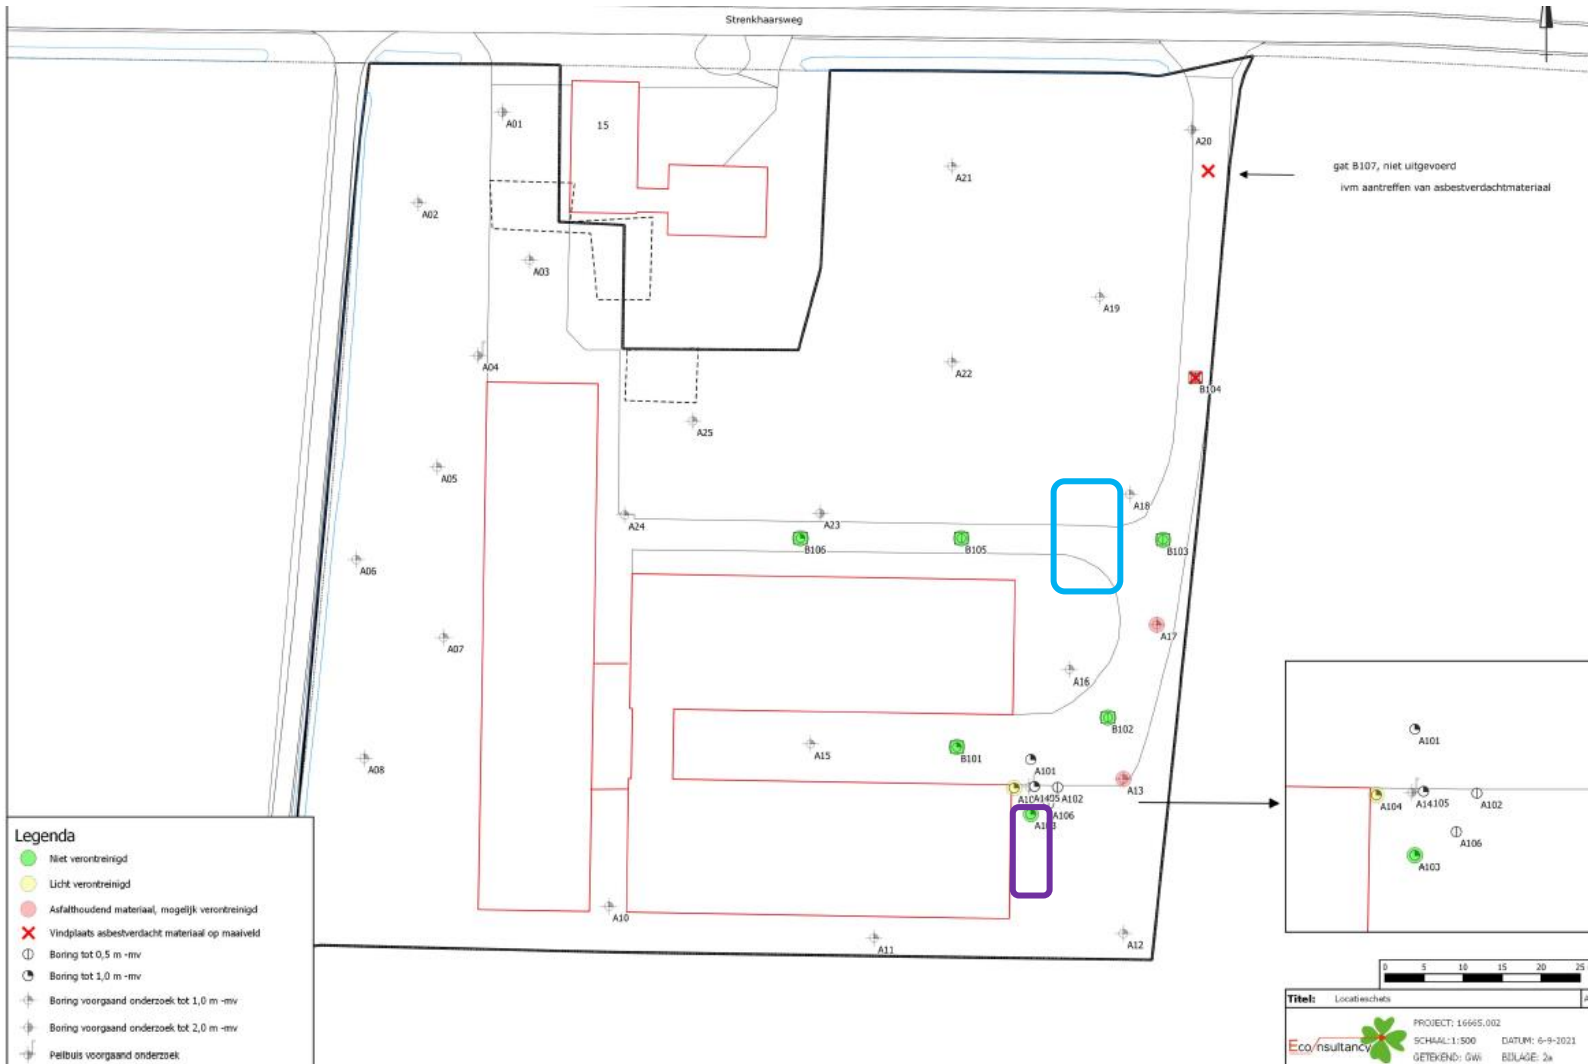 Strenkhaarsweg
15
A01
A20
A21
gat B107, niet uitgevoerd
ivm aantreffen van asbestverdachtmateriaal
A02
A03
A19
A04
A22
B104
A25
A05
A18
A24
A23
B106
B105
B103
A06
A17
A07
A16
B102
A15
B101
A101
A08
A13
A102
A106
A103
A10
A11
A12
A101
A104
A14
A105
A102
A106
A103
Legenda
Niet verontreinigd
Licht verontreinigd
Asfalthoudend materiaal, mogelijk verontreinigd
Vindplaats asbestverdacht materiaal op maaiveld
Boring tot 0,5 m -mv
Boring tot 1,0 m -mv
Boring voorgaand onderzoek tot 1,0 m -mv
Boring voorgaand onderzoek tot 2,0 m -mv
Peilbuis voorgaand onderzoek
0 5 10 15 20 25
Titel: Locatieschets
PROJECT: 16665.002
Econsultancy
SCHAAL: 1:500 DATUM: 6-9-2021
GETEKEND: GWi BIJLAGE: 2a